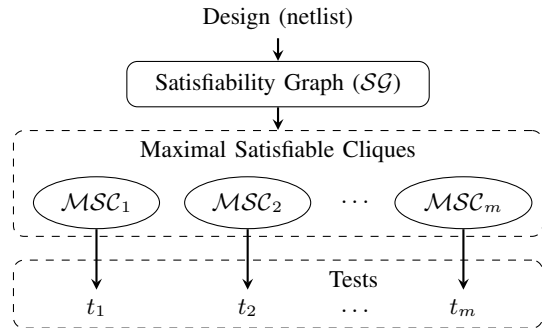 Design (netlist)
Satisfiability Graph (𝒮𝒢)
Maximal Satisfiable Cliques
ℳ𝒮𝒞₁ ℳ𝒮𝒞₂ ⋯ ℳ𝒮𝒞ₘ
Tests
t₁ t₂ … tₘ